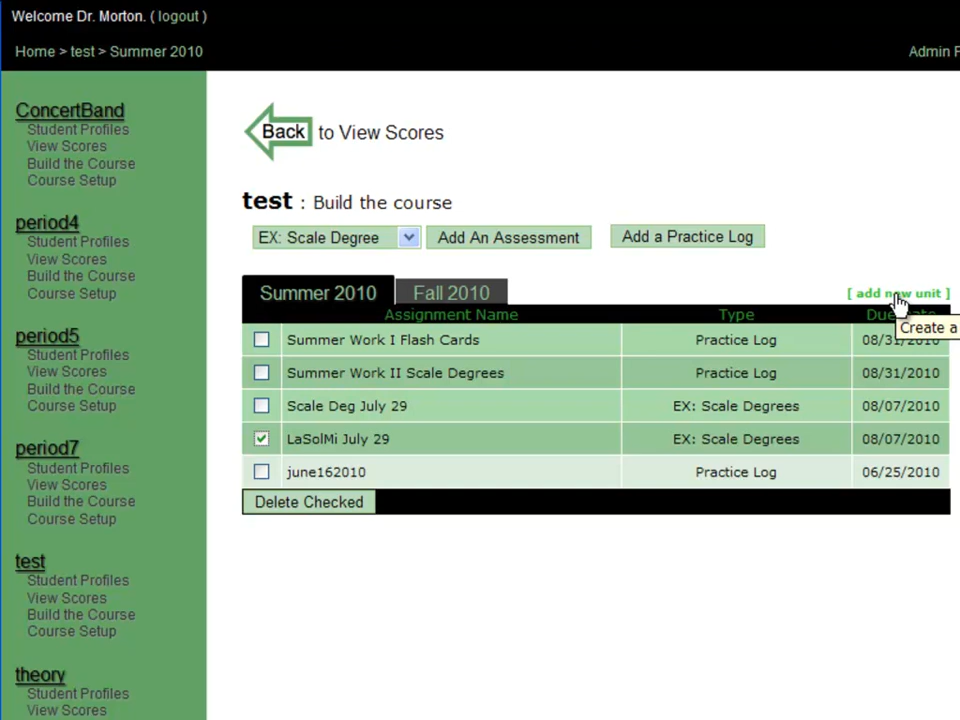 Welcome Dr. Morton. ( logout )
Home > test > Summer 2010
Admin
ConcertBand
Student Profiles
View Scores
Build the Course
Course Setup
period4
Student Profiles
View Scores
Build the Course
Course Setup
period5
Student Profiles
View Scores
Build the Course
Course Setup
period7
Student Profiles
View Scores
Build the Course
Course Setup
test
Student Profiles
View Scores
Build the Course
Course Setup
theory
Student Profiles
View Scores
Back to View Scores
test : Build the course
EX: Scale Degree Add An Assessment Add a Practice Log
Summer 2010 Fall 2010 [ add new unit ]
Create a
Assignment Name Type Due Date
Summer Work I Flash Cards Practice Log 08/31/2010
Summer Work II Scale Degrees Practice Log 08/31/2010
Scale Deg July 29 EX: Scale Degrees 08/07/2010
LaSolMi July 29 EX: Scale Degrees 08/07/2010
june162010 Practice Log 06/25/2010
Delete Checked